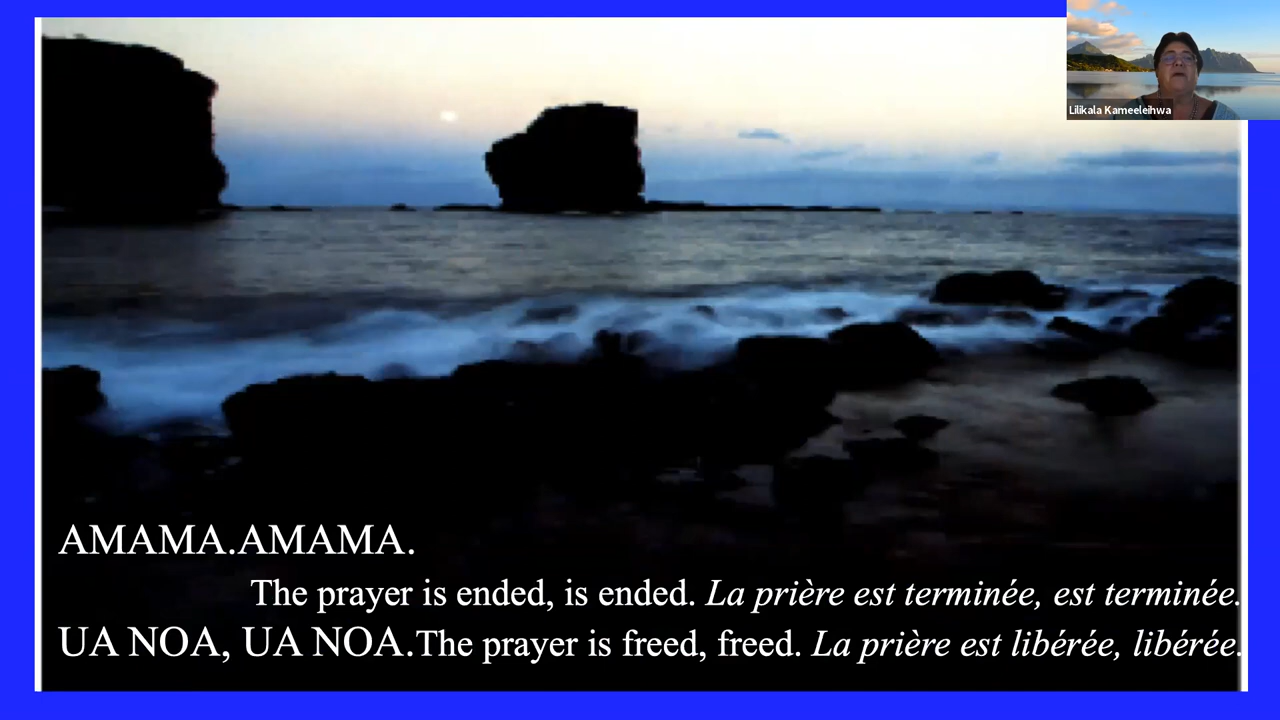 Lilikala Kameeleihwa
AMAMA.AMAMA.
The prayer is ended, is ended. La prière est terminée, est terminée.
UA NOA, UA NOA.The prayer is freed, freed. La prière est libérée, libérée.